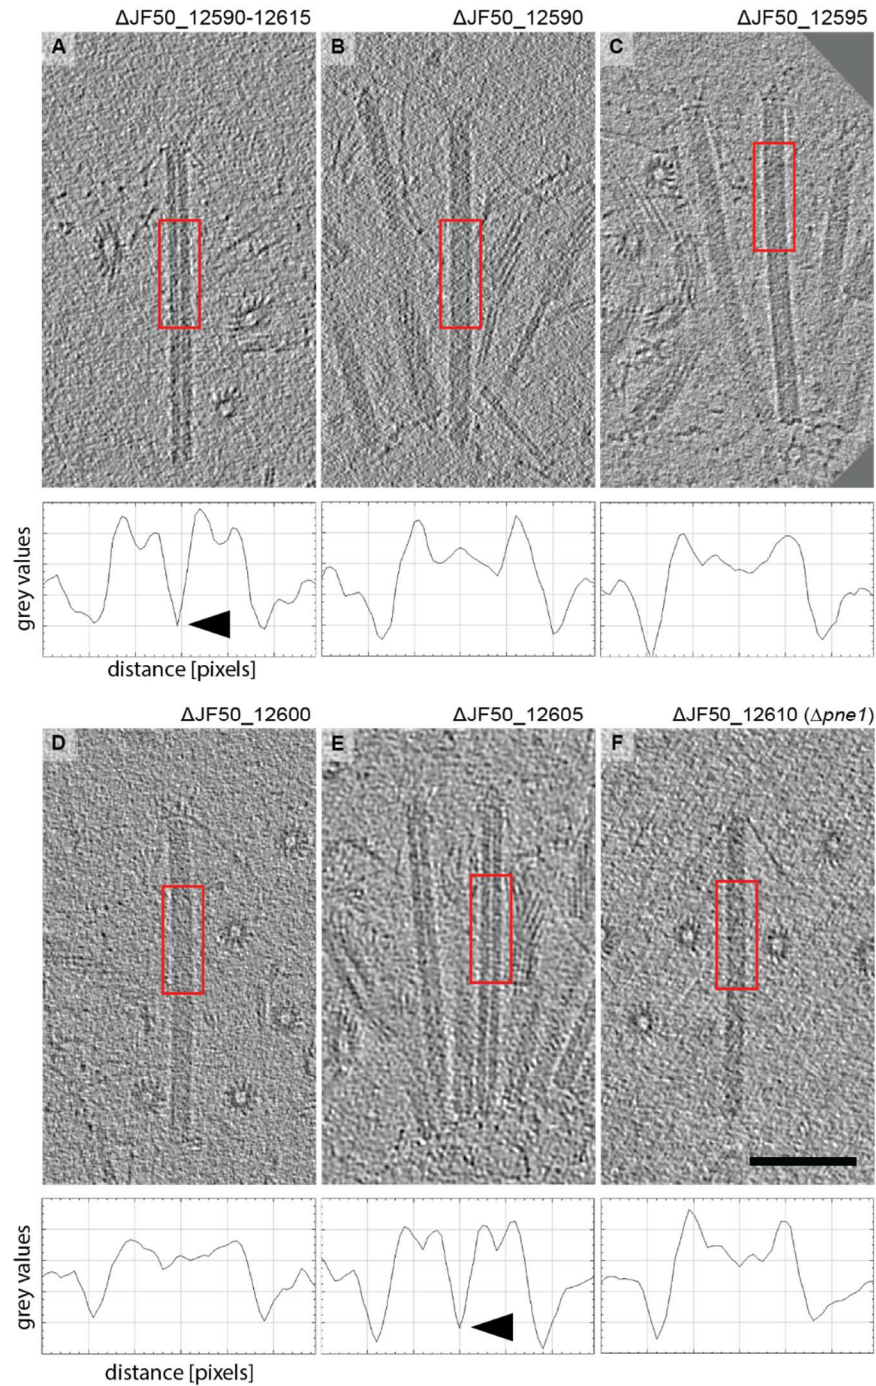 ΔJF50_12590-12615 ΔJF50_12590 ΔJF50_12595
A B C
grey values
distance [pixels]
ΔJF50_12600 ΔJF50_12605 ΔJF50_12610 (Δpne1)
D E F
grey values
distance [pixels]